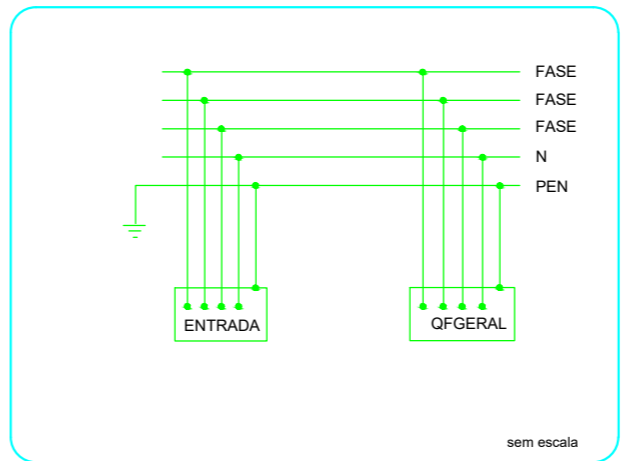 FASE
FASE
FASE
N
PEN
ENTRADA
QFGERAL
sem escala